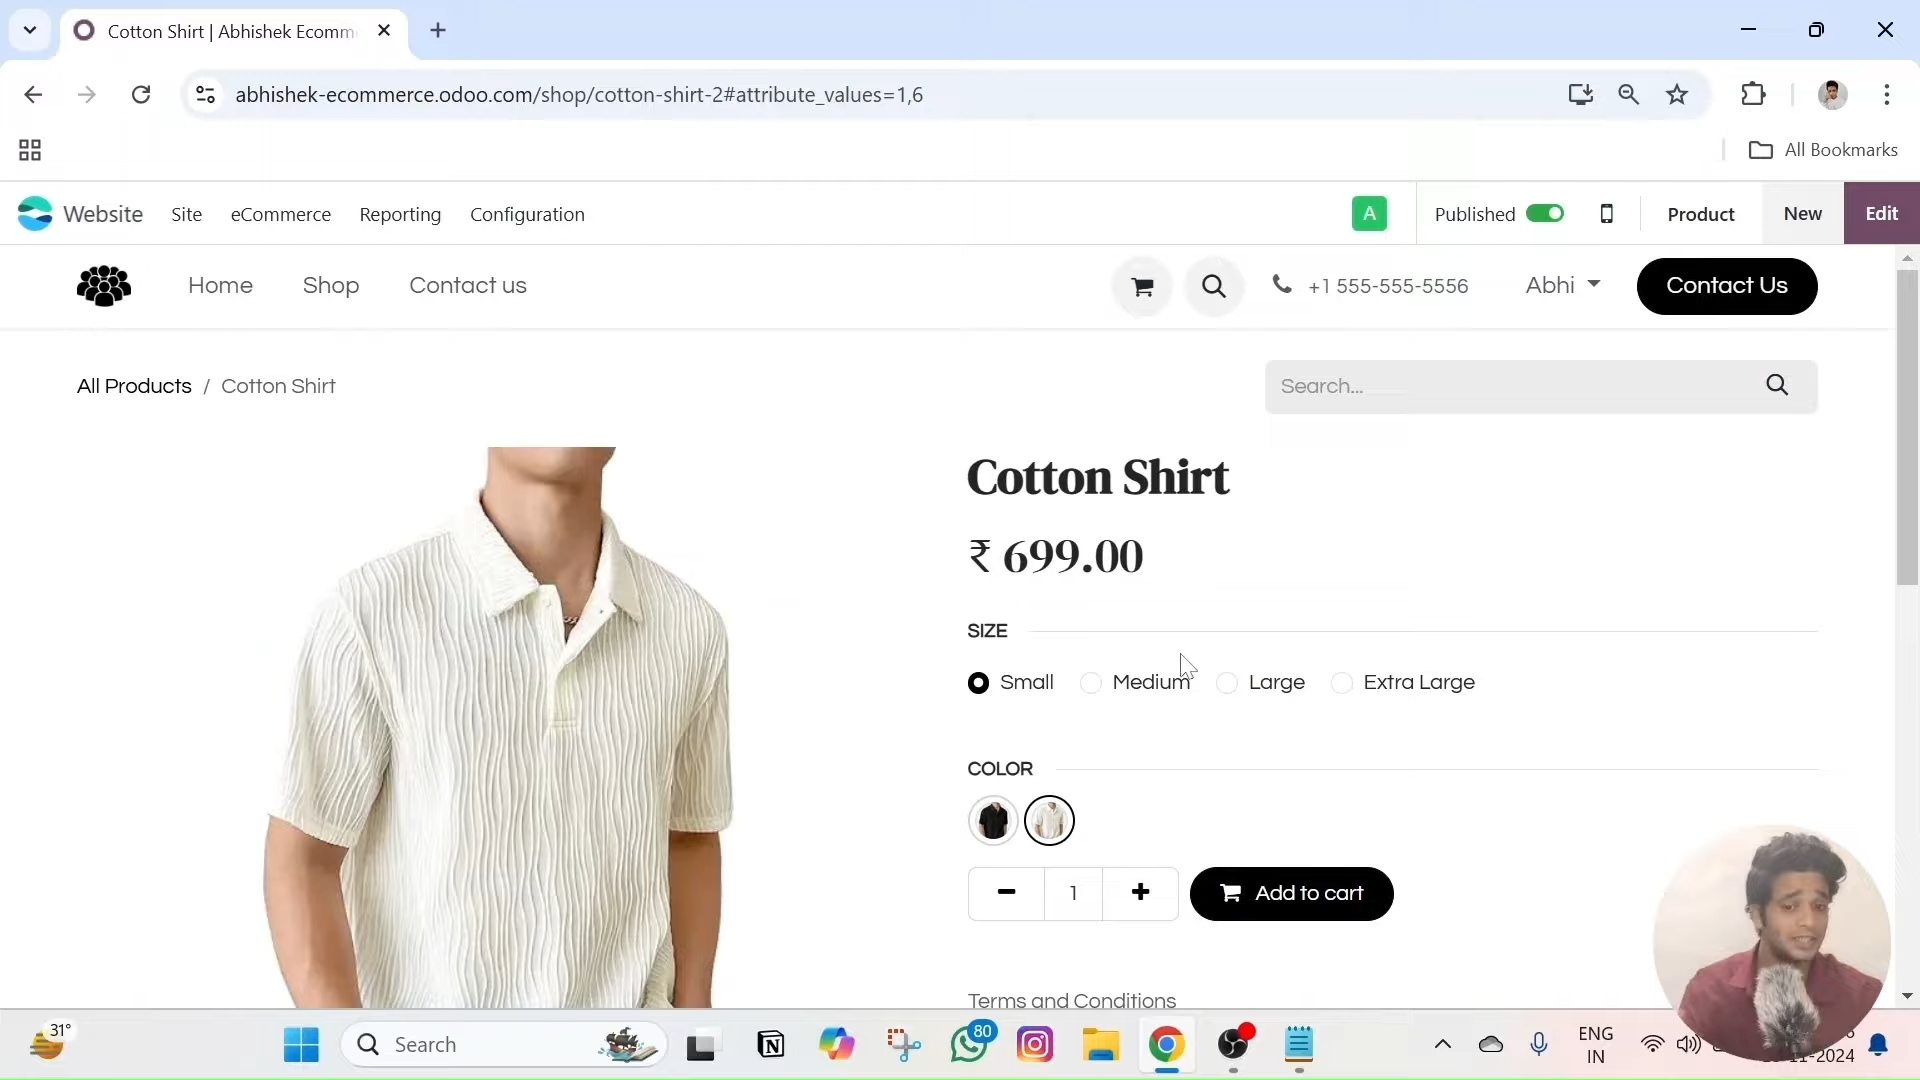 Cotton Shirt | Abhishek Ecomm
abhishek-ecommerce.odoo.com/shop/cotton-shirt-2#attribute_values=1,6
All Bookmarks
Website Site eCommerce Reporting Configuration A Published Product New Edit
Home Shop Contact us +1 555-555-5556 Abhi Contact Us
All Products / Cotton Shirt Search...
Cotton Shirt
₹ 699.00
SIZE
Small Medium Large Extra Large
COLOR
1 Add to cart
Terms and Conditions
31° Search 80 ENG
IN
-2024